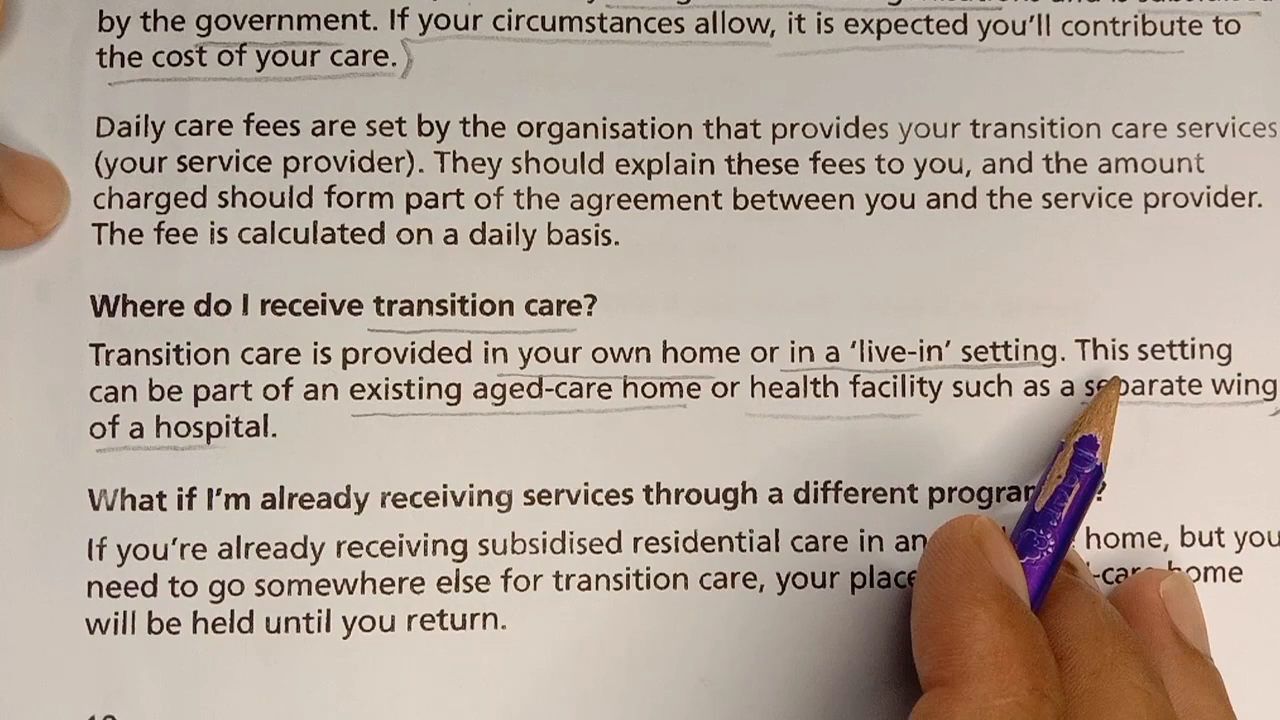 by the government. If your circumstances allow, it is expected you'll contribute to
the cost of your care.
Daily care fees are set by the organisation that provides your transition care services
(your service provider). They should explain these fees to you, and the amount
charged should form part of the agreement between you and the service provider.
The fee is calculated on a daily basis.
Where do I receive transition care?
Transition care is provided in your own home or in a 'live-in' setting. This setting
can be part of an existing aged-care home or health facility such as a separate wing
of a hospital.
What if I'm already receiving services through a different
If you're already receiving subsidised residential care in an home, but you
need to go somewhere else for transition care, your place home
will be held until you return.